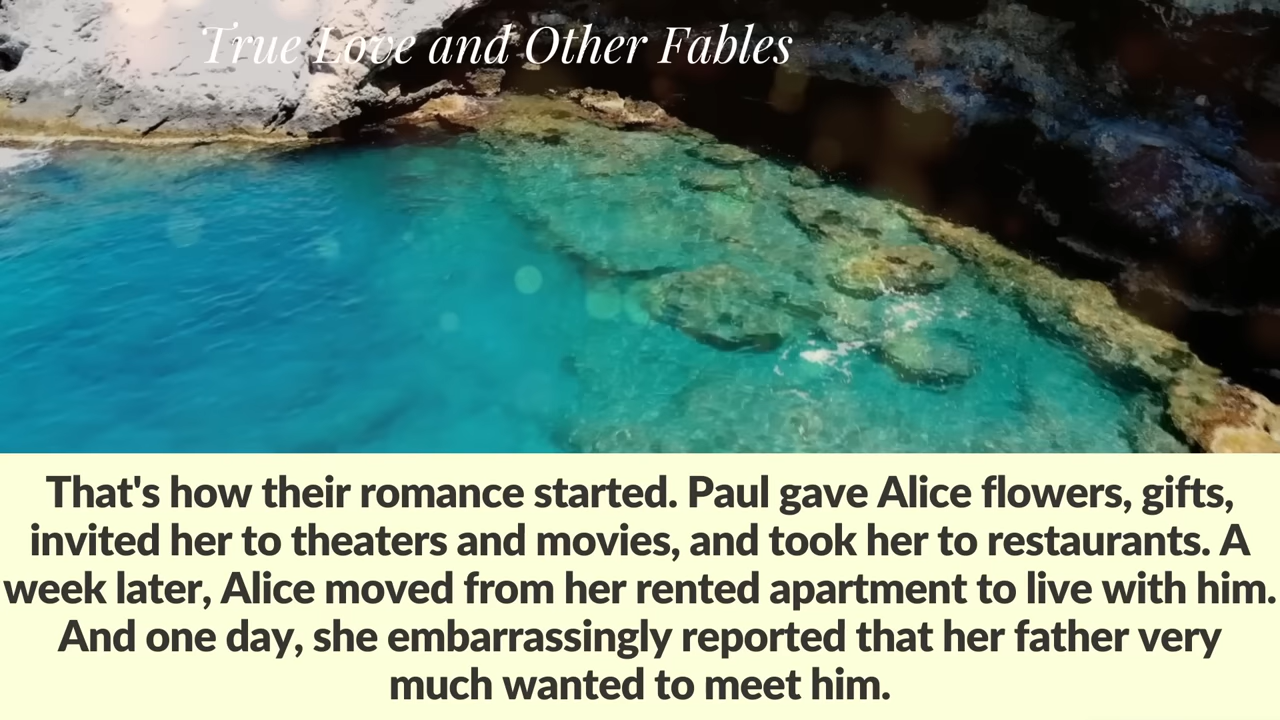 True Love and Other Fables
That's how their romance started. Paul gave Alice flowers, gifts,
invited her to theaters and movies, and took her to restaurants. A
week later, Alice moved from her rented apartment to live with him.
And one day, she embarrassingly reported that her father very
much wanted to meet him.